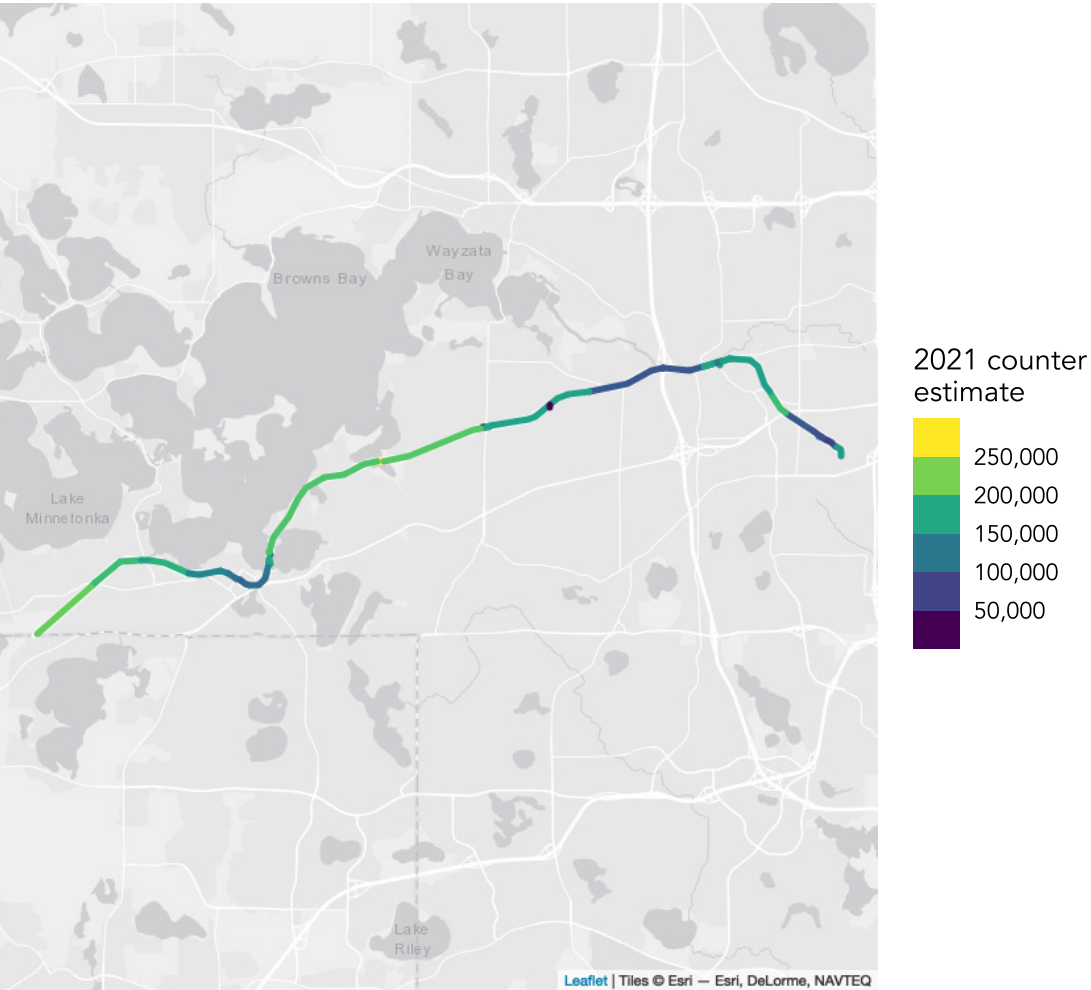 Wayzata
Bay
Browns Bay
2021 counter
estimate
250,000
200,000
150,000
100,000
50,000
Lake
Minnetonka
Lake
Riley
Leaflet | Tiles © Esri — Esri, DeLorme, NAVTEQ